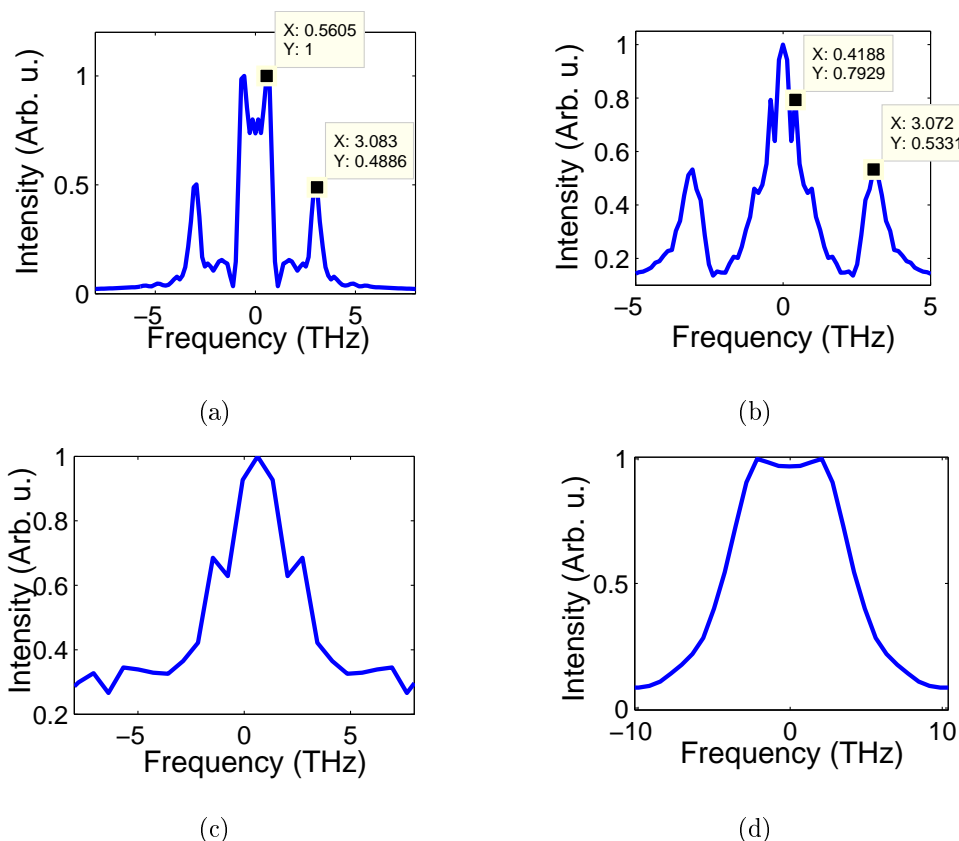 X: 0.5605
Y: 1
X: 3.083
Y: 0.4886
1
0.5
0
−5
0
5
Intensity (Arb. u.)
Frequency (THz)
(a)
X: 0.4188
Y: 0.7929
X: 3.072
Y: 0.5331
1
0.8
0.6
0.4
0.2
−5
0
5
Intensity (Arb. u.)
Frequency (THz)
(b)
1
0.8
0.6
0.4
0.2
−5
0
5
Intensity (Arb. u.)
Frequency (THz)
(c)
1
0.5
0
−10
0
10
Intensity (Arb. u.)
Frequency (THz)
(d)